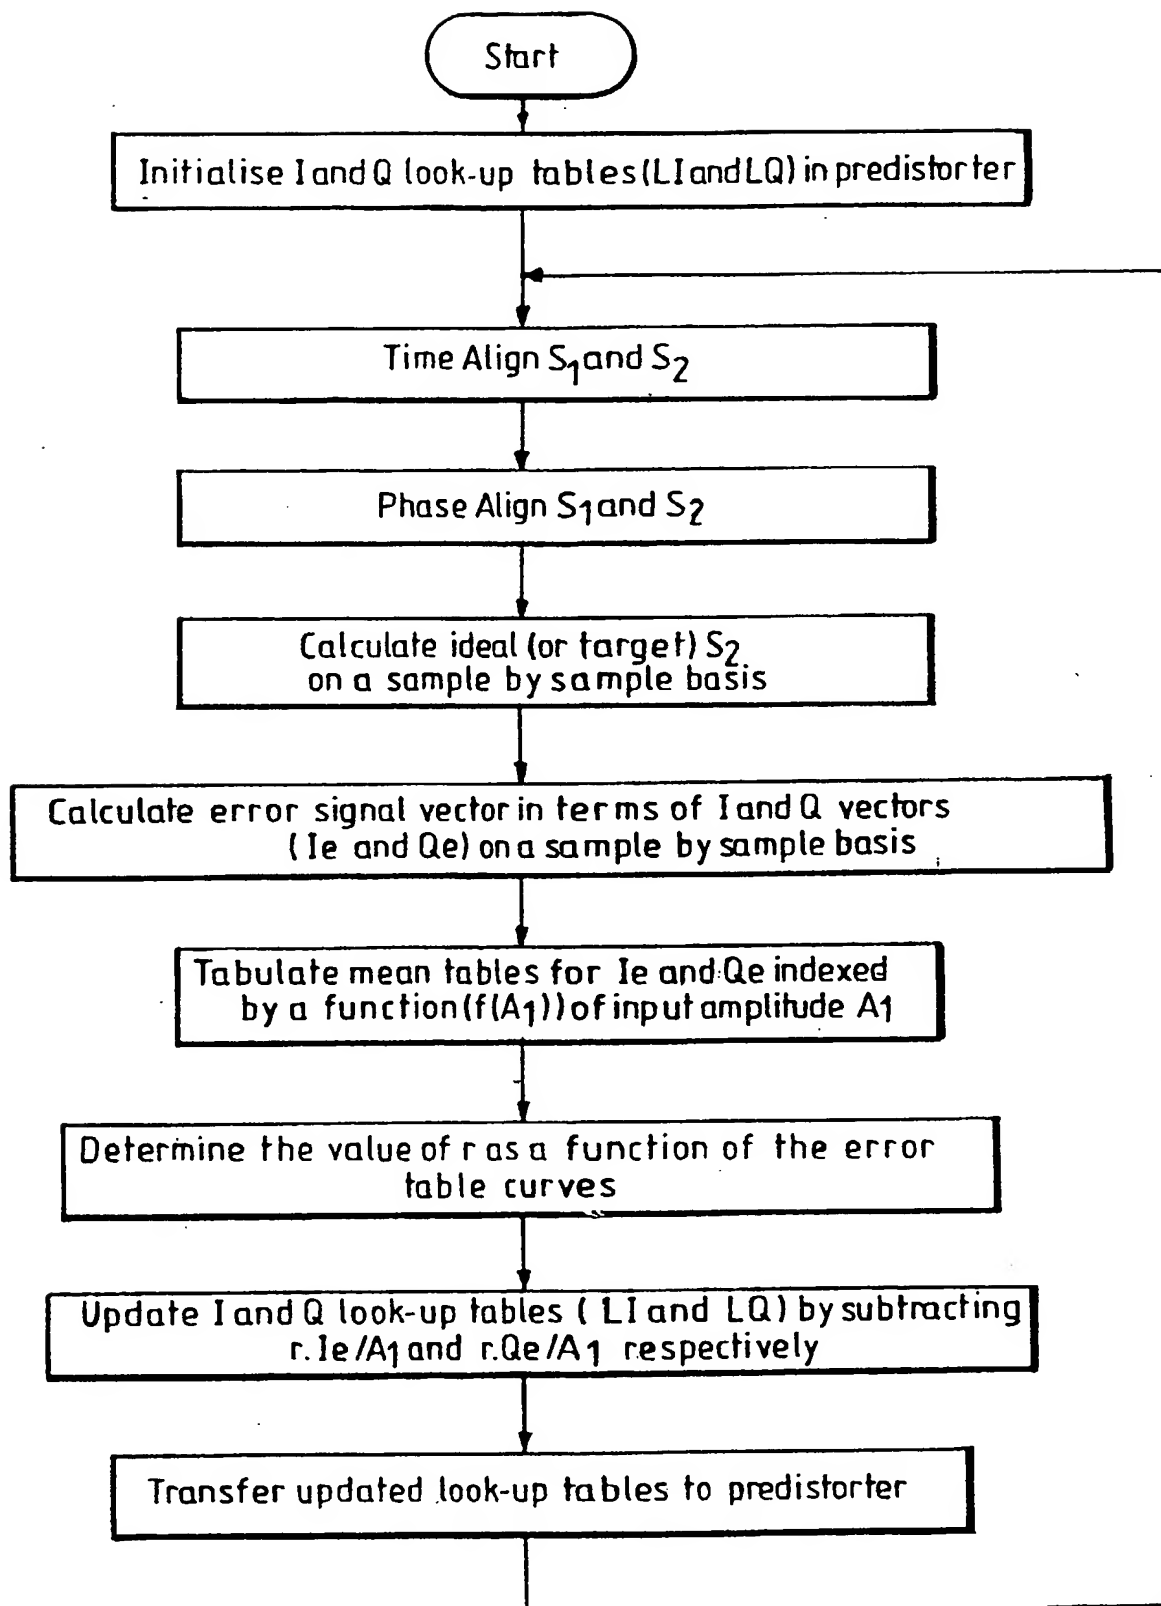 Start
Initialise I and Q look-up tables (LI and LQ) in predistorter
Time Align S1 and S2
Phase Align S1 and S2
Calculate ideal (or target) S2
on a sample by sample basis
Calculate error signal vector in terms of I and Q vectors
(Ie and Qe) on a sample by sample basis
Tabulate mean tables for Ie and Qe indexed
by a function (f(A1)) of input amplitude A1
Determine the value of r as a function of the error
table curves
Update I and Q look-up tables (LI and LQ) by subtracting
r.Ie/A1 and r.Qe/A1 respectively
Transfer updated look-up tables to predistorter